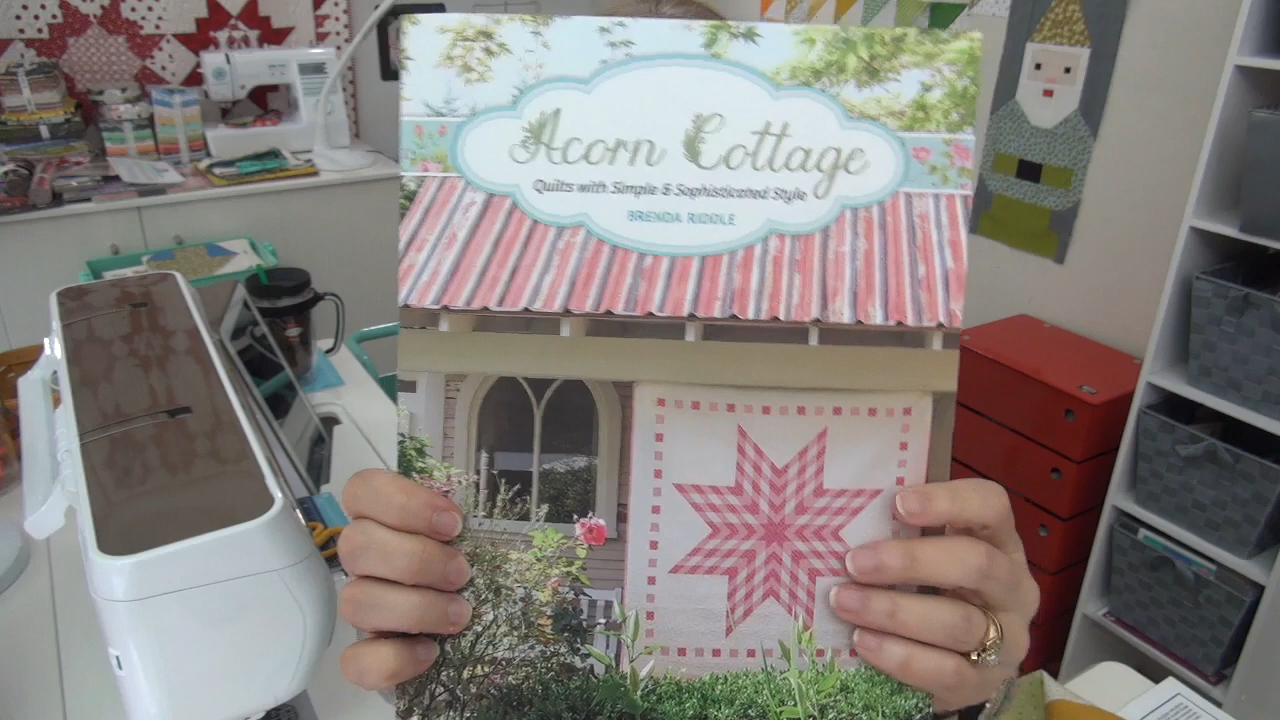 Acorn Cottage
Quilts with Simple & Sophisticated Style
BRENDA RIDDLE